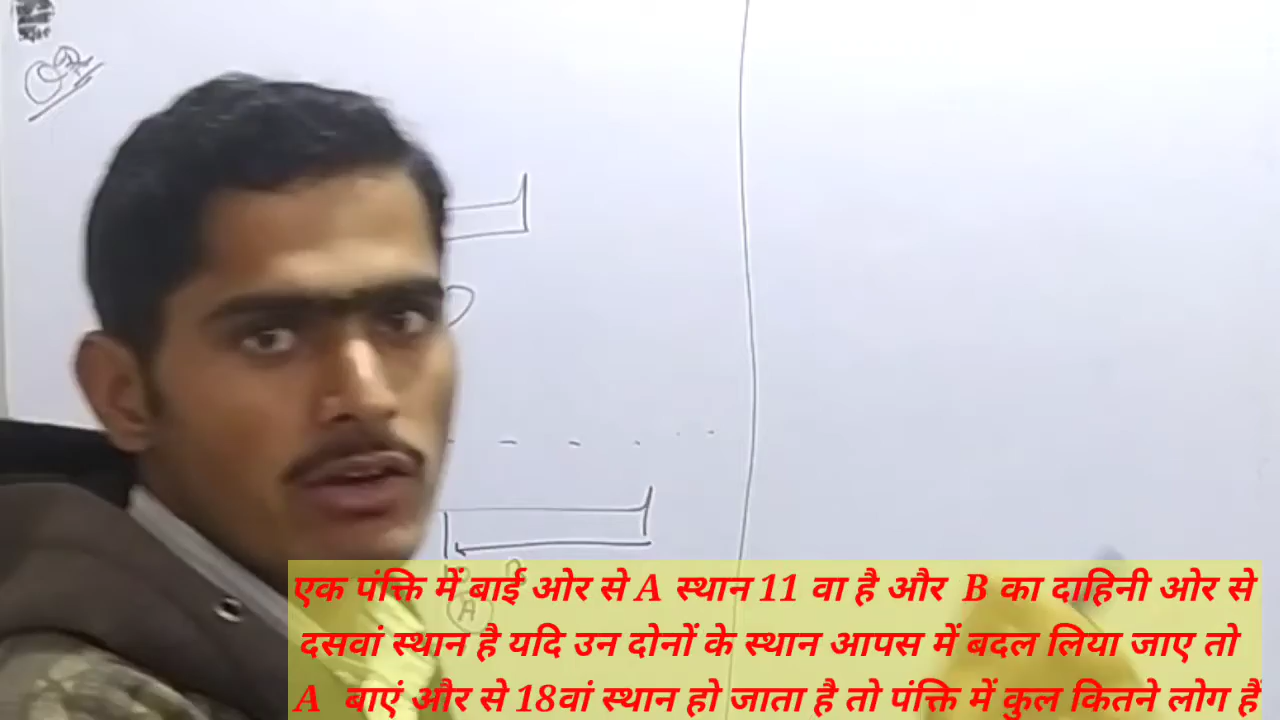 A
एक पंक्ति में बाई ओर से A स्थान 11 वा है और B का दाहिनी ओर से
दसवां स्थान है यदि उन दोनों के स्थान आपस में बदल लिया जाए तो
A बाएं और से 18वां स्थान हो जाता है तो पंक्ति में कुल कितने लोग हैं